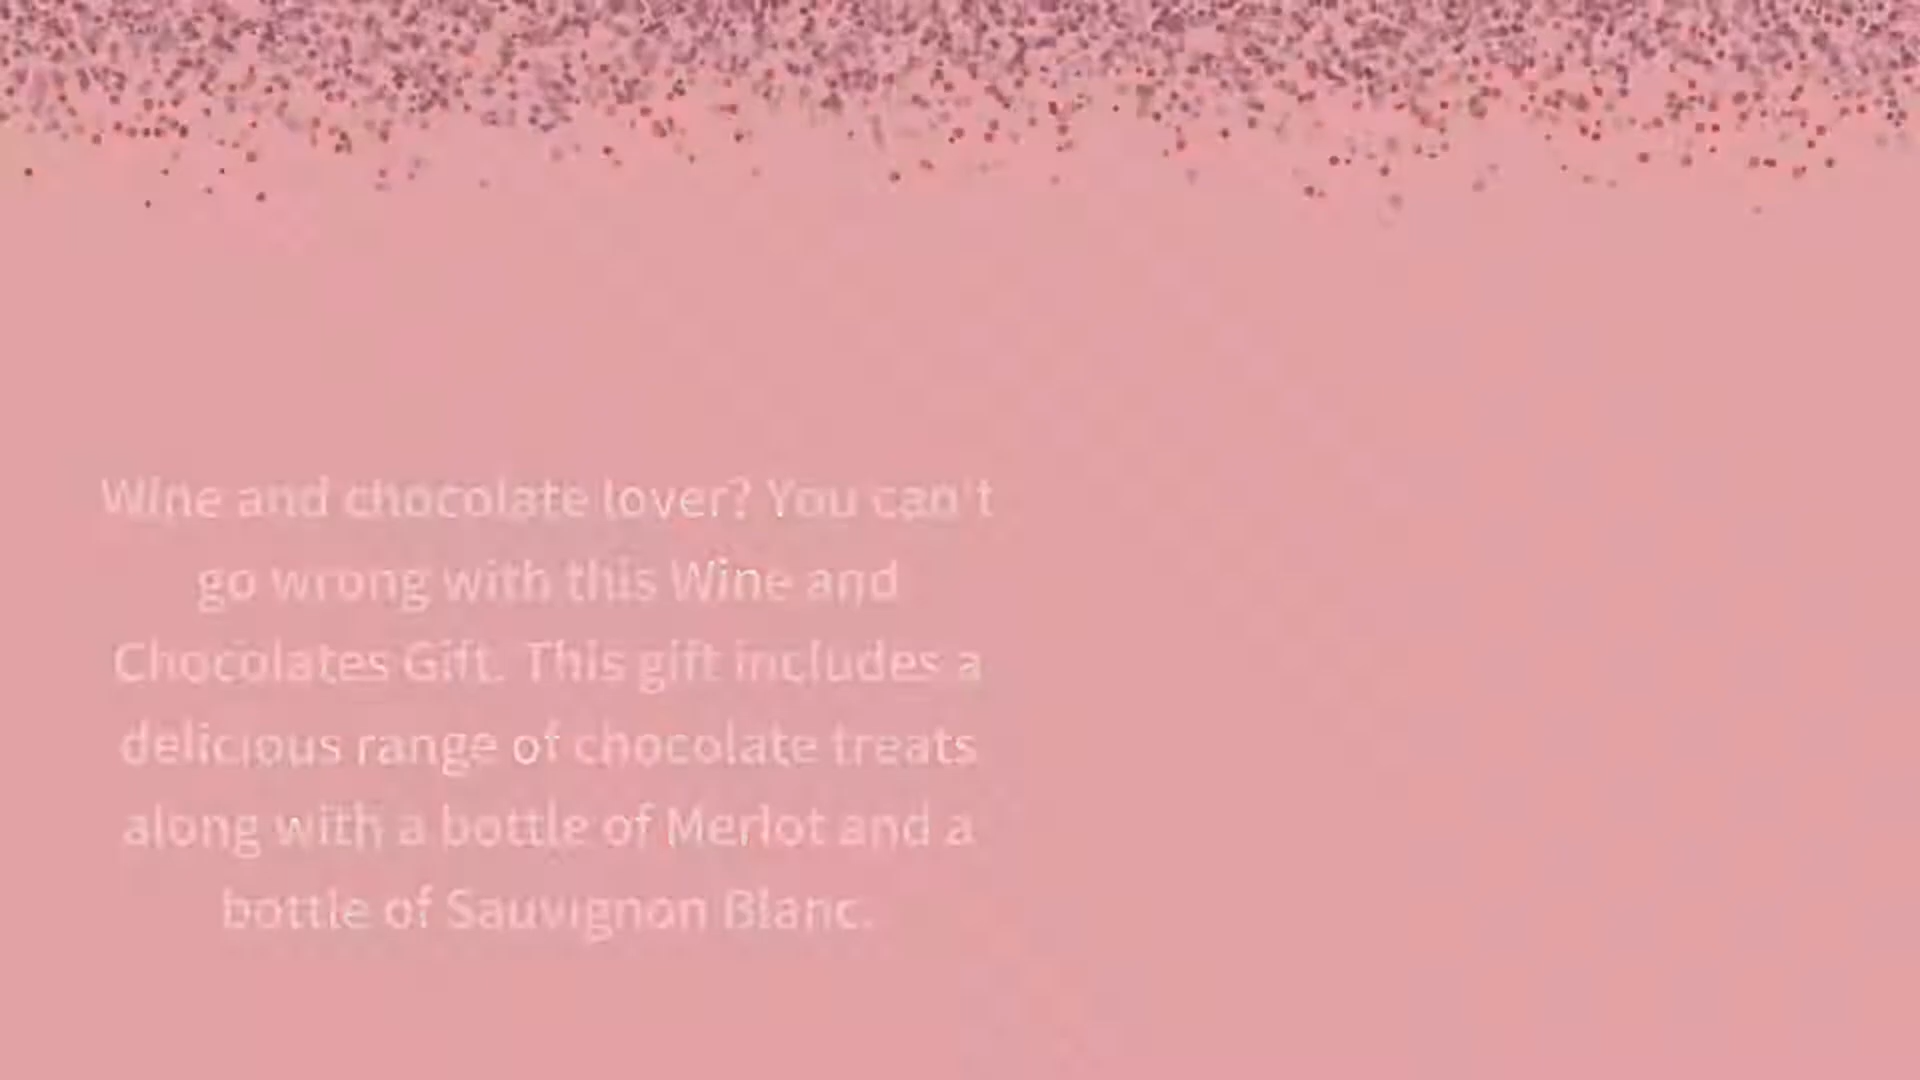 Wine and chocolate lover? You can't
go wrong with this Wine and
Chocolates Gift. This gift includes a
delicious range of chocolate treats
along with a bottle of Merlot and a
bottle of Sauvignon Blanc.